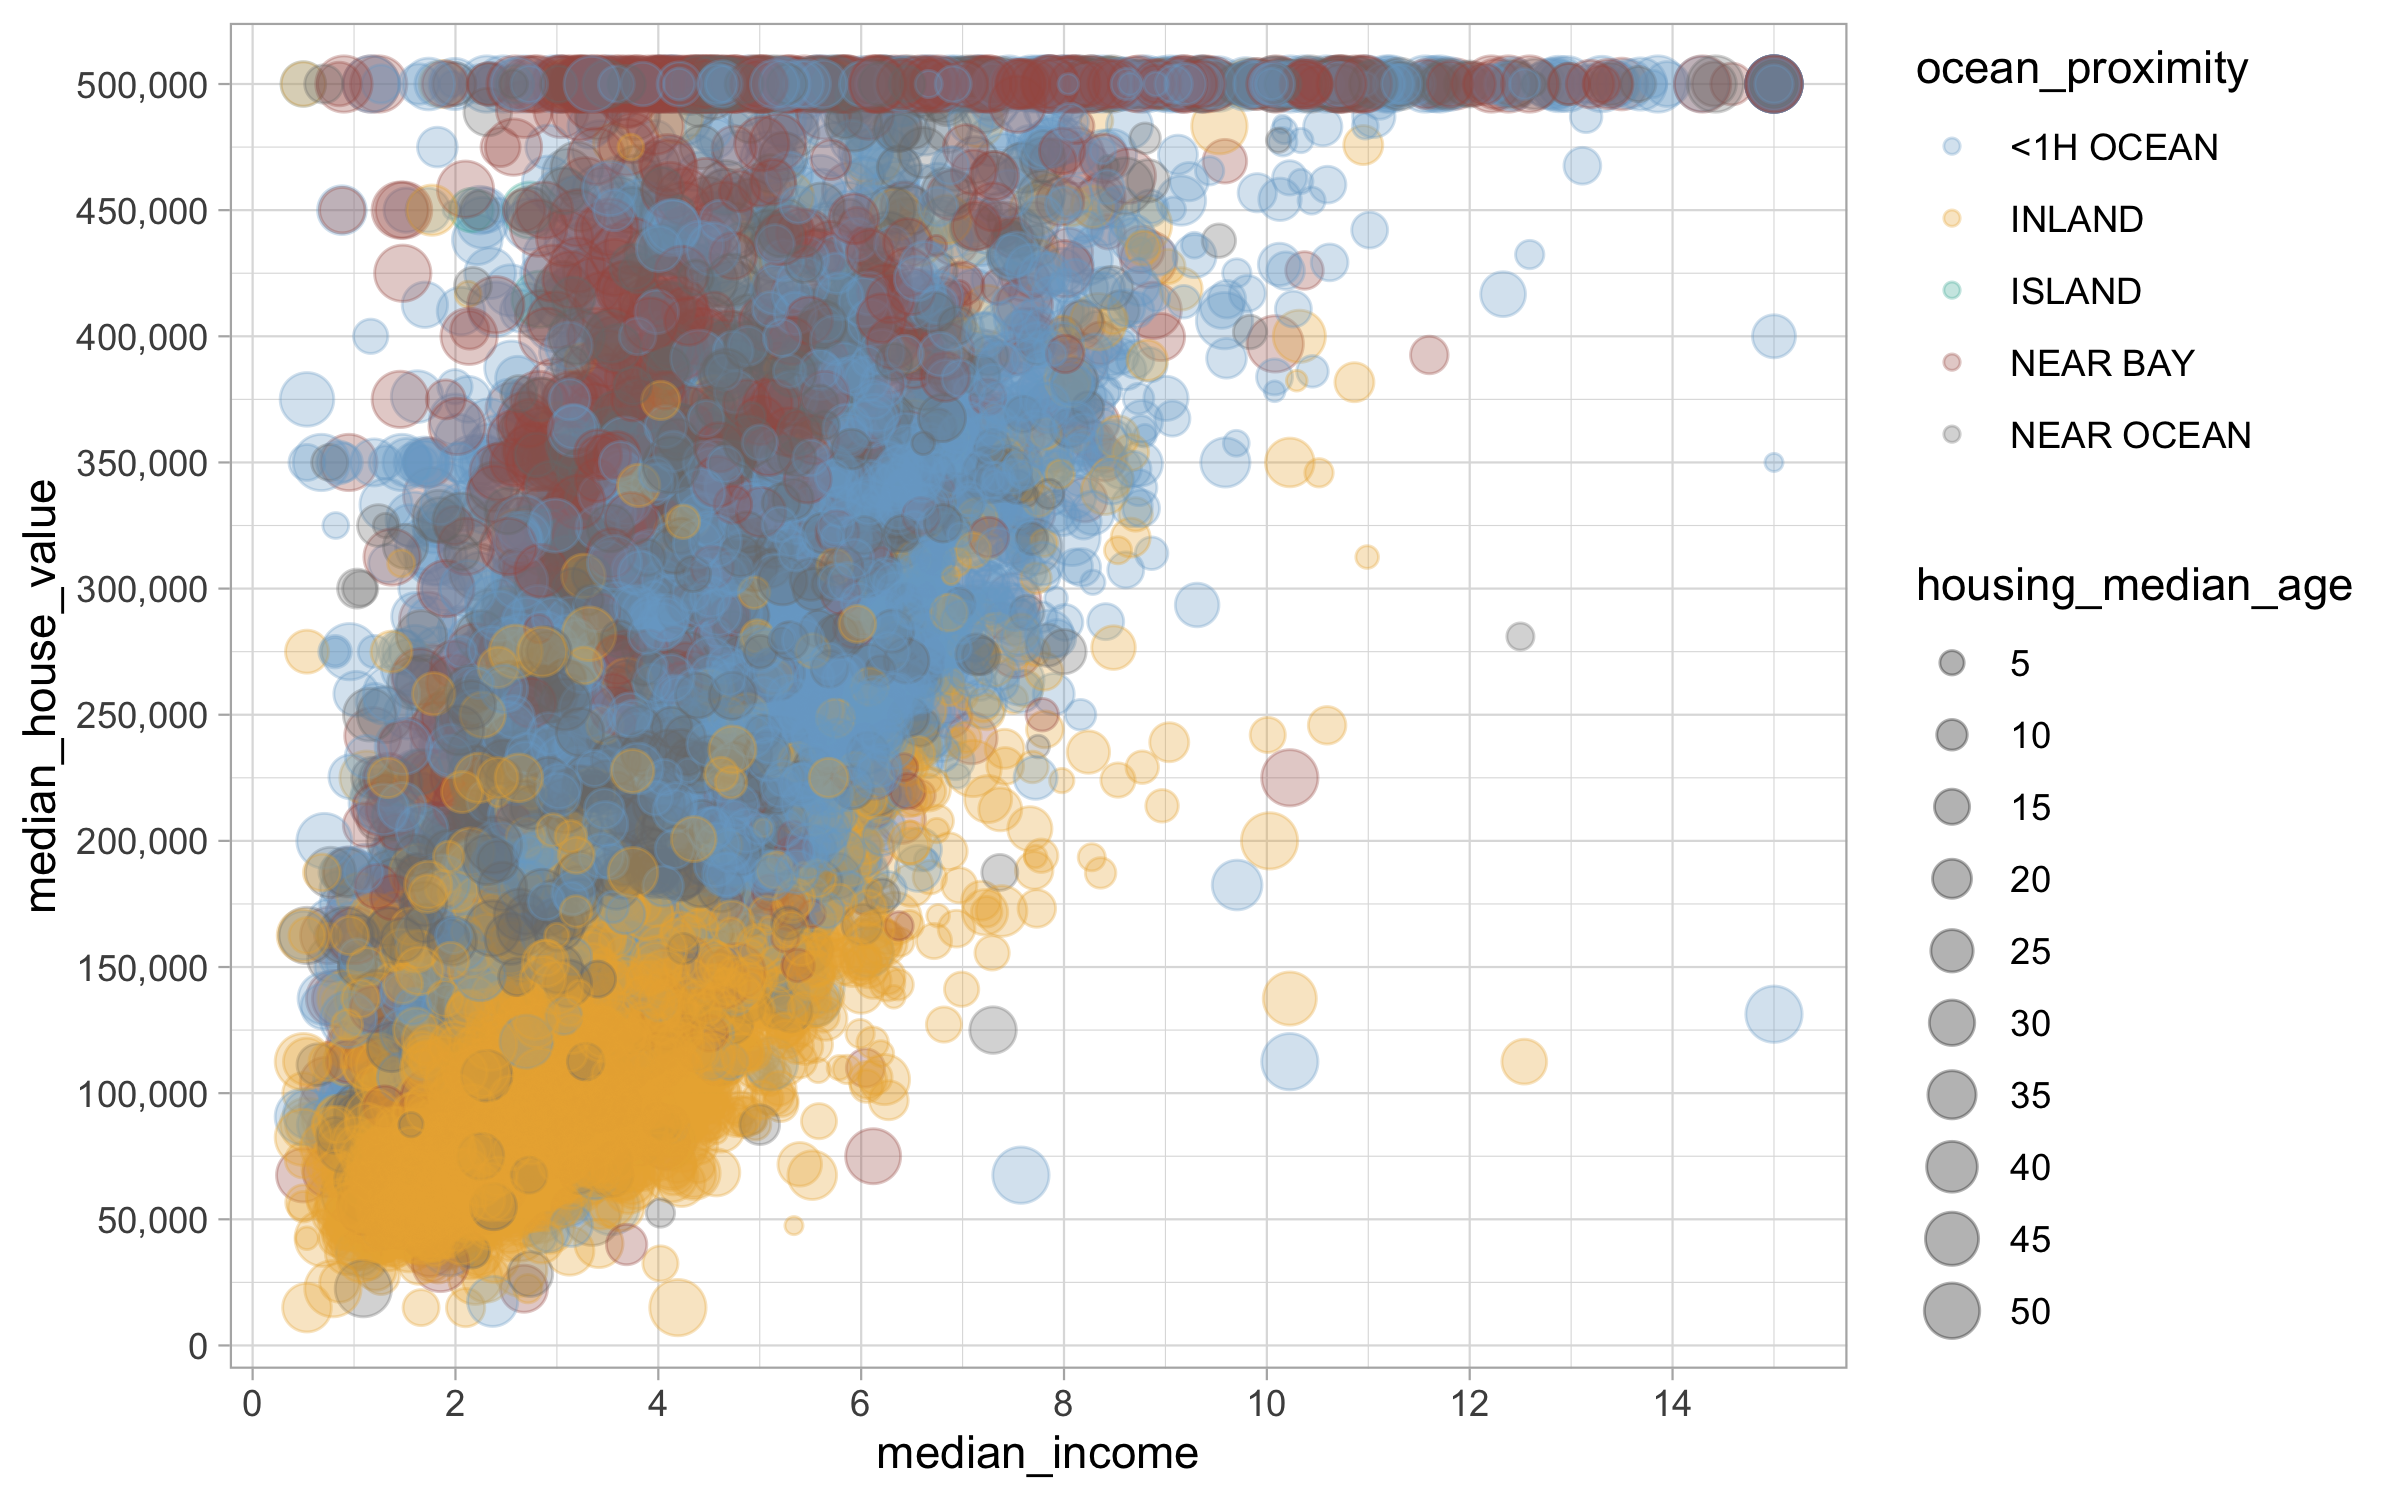 median_house_value
500,000
450,000
400,000
350,000
300,000
250,000
200,000
150,000
100,000
50,000
0
0 2 4 6 8 10 12 14
median_income
ocean_proximity
<1H OCEAN
INLAND
ISLAND
NEAR BAY
NEAR OCEAN
housing_median_age
5
10
15
20
25
30
35
40
45
50